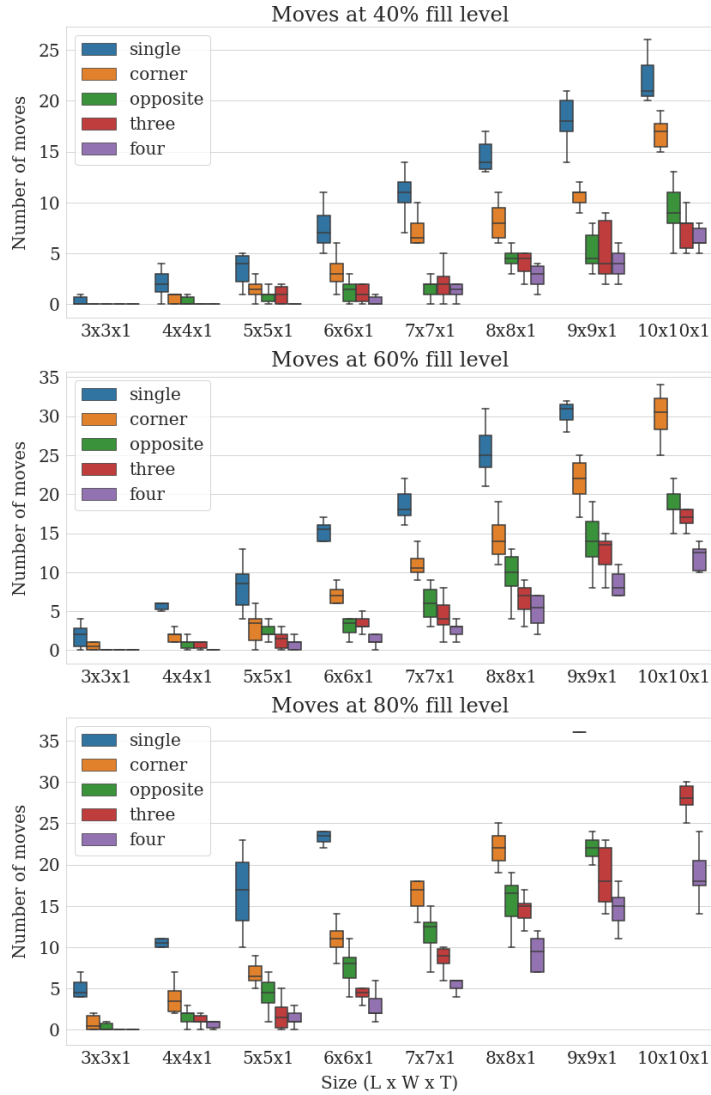 Moves at 40% fill level
Number of moves
25
20
15
10
5
0
single
corner
opposite
three
four
3x3x1 4x4x1 5x5x1 6x6x1 7x7x1 8x8x1 9x9x1 10x10x1
Moves at 60% fill level
Number of moves
35
30
25
20
15
10
5
0
single
corner
opposite
three
four
3x3x1 4x4x1 5x5x1 6x6x1 7x7x1 8x8x1 9x9x1 10x10x1
Moves at 80% fill level
Number of moves
35
30
25
20
15
10
5
0
single
corner
opposite
three
four
3x3x1 4x4x1 5x5x1 6x6x1 7x7x1 8x8x1 9x9x1 10x10x1
Size (L x W x T)